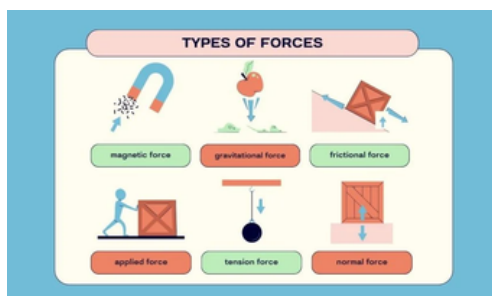 TYPES OF FORCES
magnetic force
gravitational force
frictional force
applied force
tension force
normal force